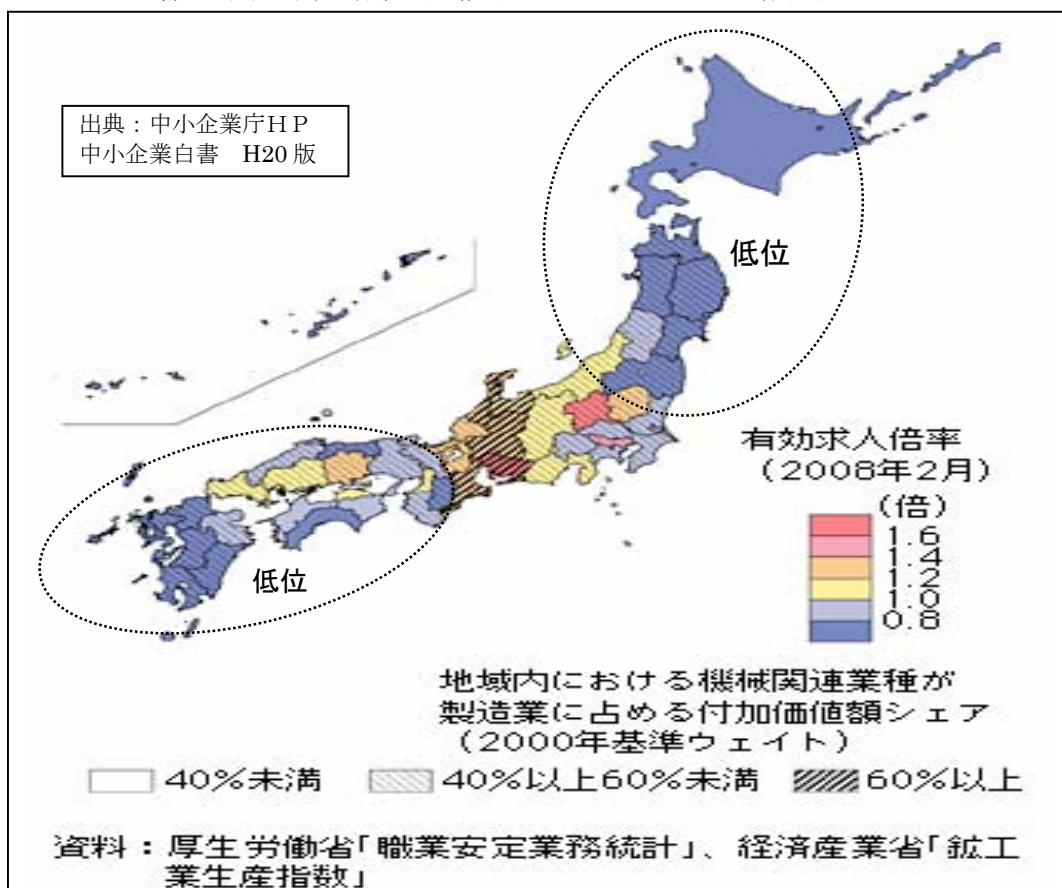 出典：中小企業庁ＨＰ
中小企業白書　H20 版
低位
低位
有効求人倍率
（2008年2月）
（倍）
1.6
1.4
1.2
1.0
0.8
地域内における機械関連業種が
製造業に占める付加価値額シェア
（2000年基準ウェイト）
40％未満　40％以上60％未満　60％以上
資料：厚生労働省「職業安定業務統計」、経済産業省「鉱工
業生産指数」